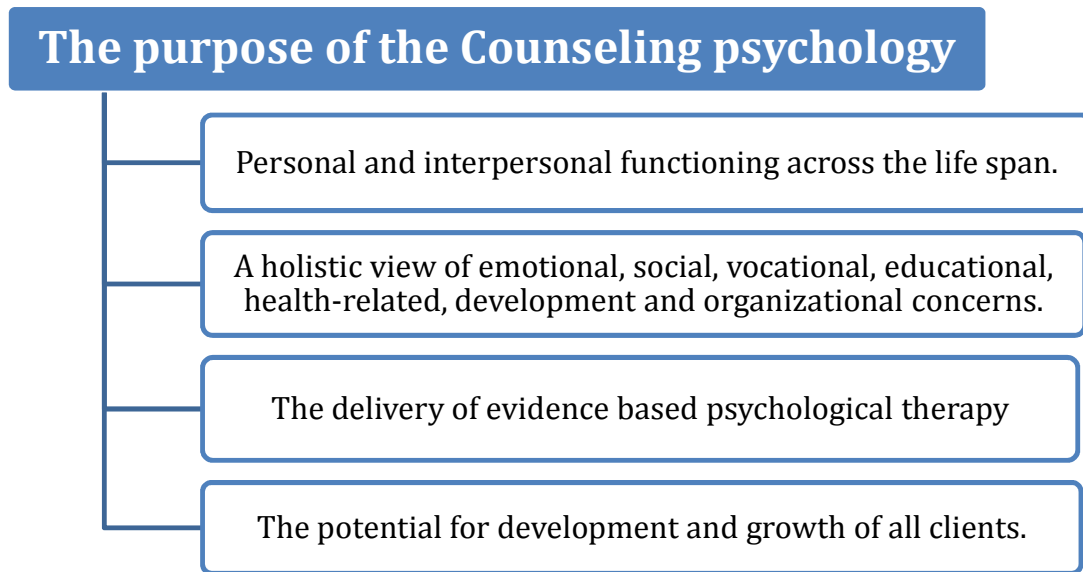 The purpose of the Counseling psychology
Personal and interpersonal functioning across the life span.
A holistic view of emotional, social, vocational, educational,
health-related, development and organizational concerns.
The delivery of evidence based psychological therapy
The potential for development and growth of all clients.